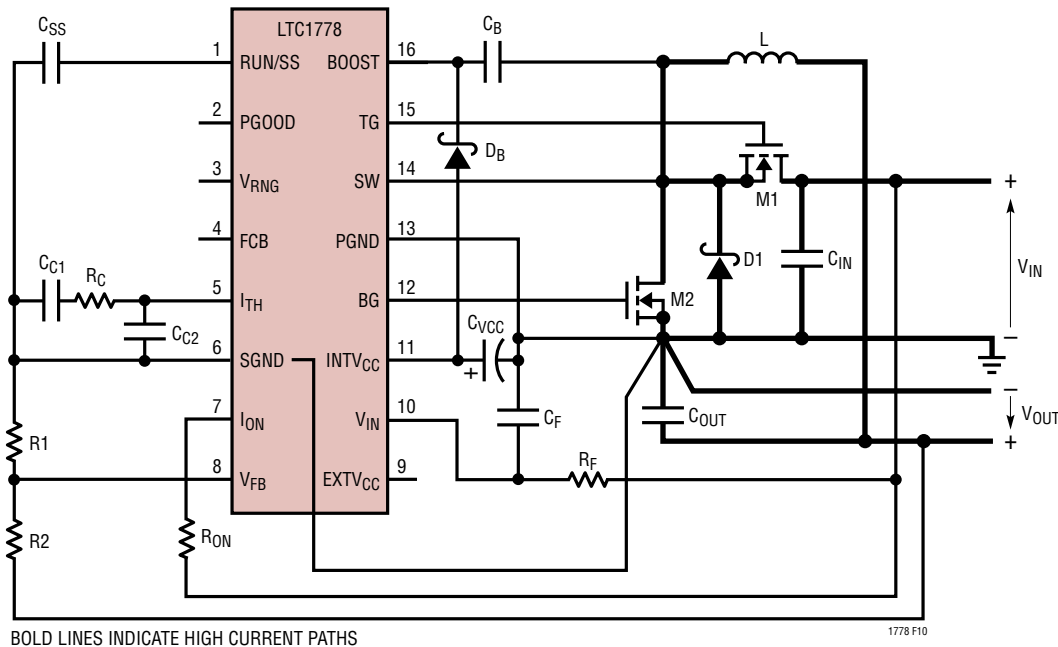 CSS
LTC1778
CB
L
1
RUN/SS
BOOST
16
2
PGOOD
TG
15
DB
3
VRNG
SW
14
M1
+
4
FCB
PGND
13
D1
CIN
VIN
CC1
RC
5
ITH
BG
12
M2
CC2
CVCC
6
SGND
INTVCC
11
+
−
7
ION
VIN
10
CF
COUT
−
VOUT
+
R1
8
VFB
EXTVCC
9
RF
R2
RON
BOLD LINES INDICATE HIGH CURRENT PATHS
1778 F10